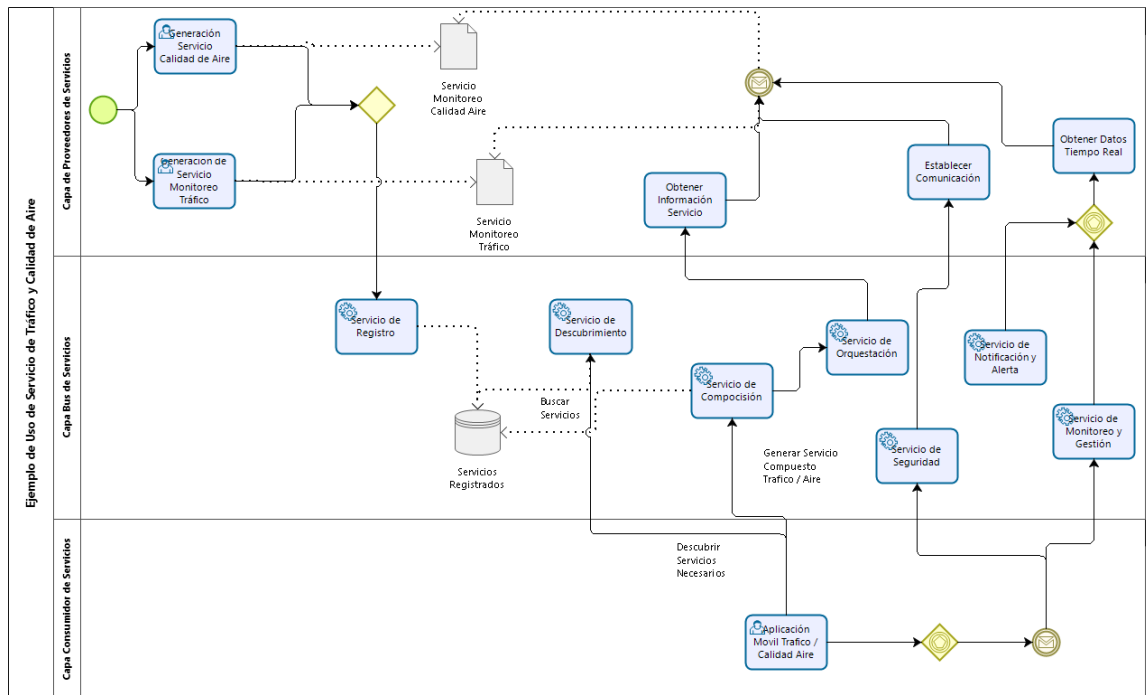 Ejemplo de Uso de Servicio de Tráfico y Calidad de Aire
Capa de Proveedores de Servicios
Generación
Servicio
Calidad de Aire
Generacion de
Servicio
Monitoreo
Tráfico
Servicio
Monitoreo
Calidad Aire
Servicio
Monitoreo
Tráfico
Obtener
Información
Servicio
Establecer
Comunicación
Obtener Datos
Tiempo Real
Capa Bus de Servicios
Servicio de
Registro
Servicio de
Descubrimiento
Buscar
Servicios
Servicios
Registrados
Servicio de
Compocisión
Servicio de
Orquestación
Generar Servicio
Compuesto
Trafico / Aire
Servicio de
Seguridad
Servicio de
Notificación y
Alerta
Servicio de
Monitoreo y
Gestión
Capa Consumidor de Servicios
Descubrir
Servicios
Necesarios
Aplicación
Movil Trafico /
Calidad Aire